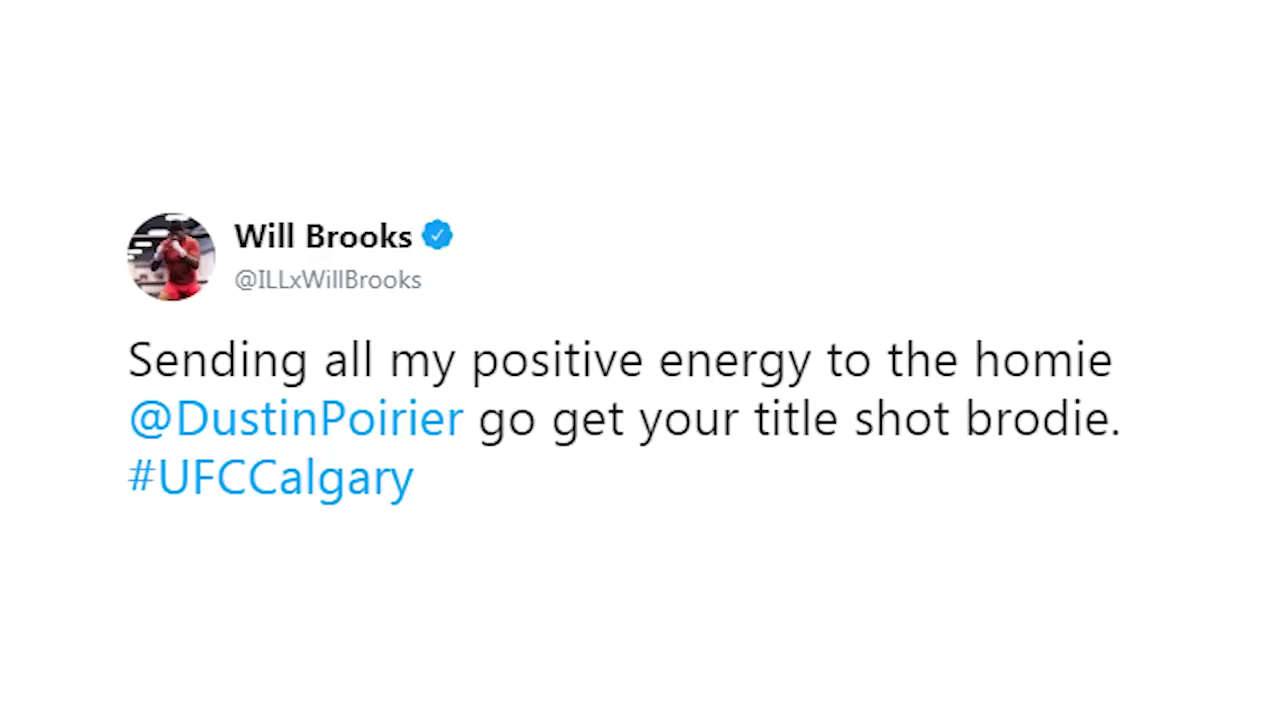 Will Brooks
@ILLxWillBrooks
Sending all my positive energy to the homie
@DustinPoirier go get your title shot brodie.
#UFCCalgary